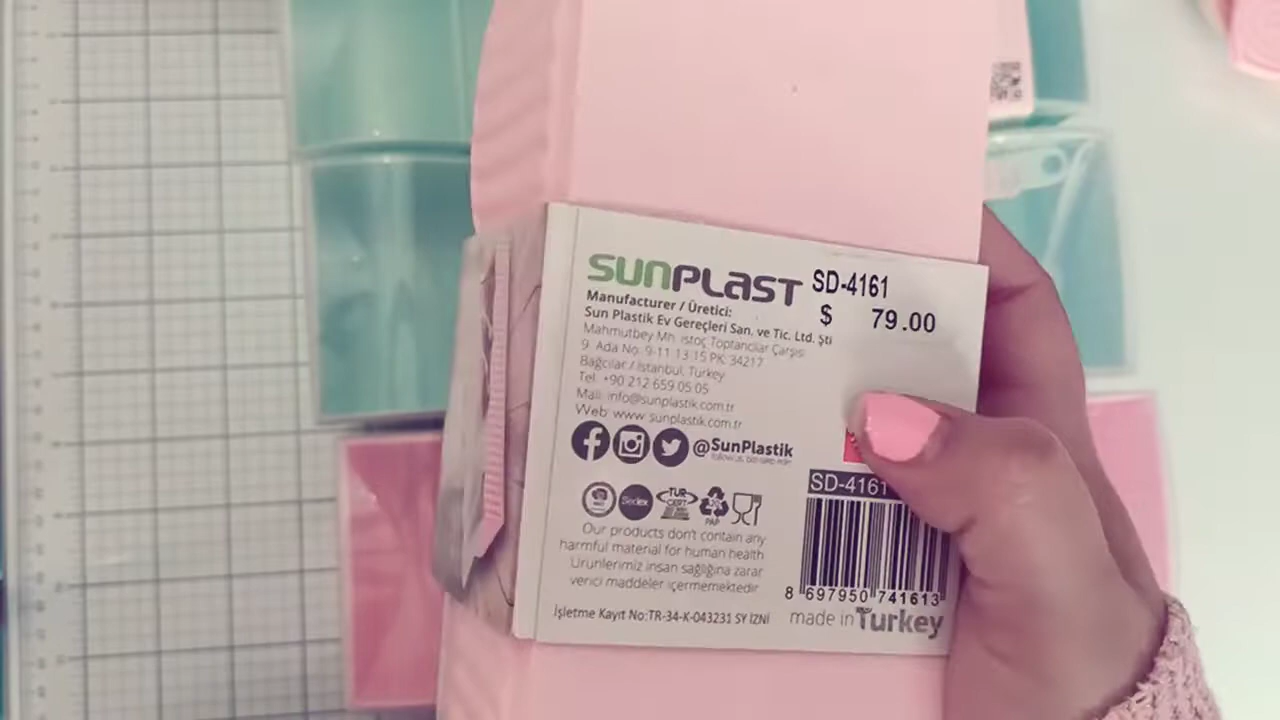 SUNPLAST
SD-4161
$ 79.00
Manufacturer / Üretici:
Sun Plastik Ev Gereçleri San. ve Tic. Ltd. Şti
Mahmutbey Mh. İstoç Toptancılar Çarşısı
9. Ada No: 9-11 13 15 PK: 34217
Bağcılar / İstanbul, Turkey
Tel: +90 212 659 05 05
Mail: info@sunplastik.com.tr
Web: www.sunplastik.com.tr
@SunPlastik
SD-4161
Sedex
TUR
CERT
PAP
Our products don't contain any
harmful material for human health
Ürünlerimiz insan sağlığına zarar
verici maddeler içermemektedir
8 697950 741613
İşletme Kayıt No:TR-34-K-043231 SY İZNİ
made in Turkey